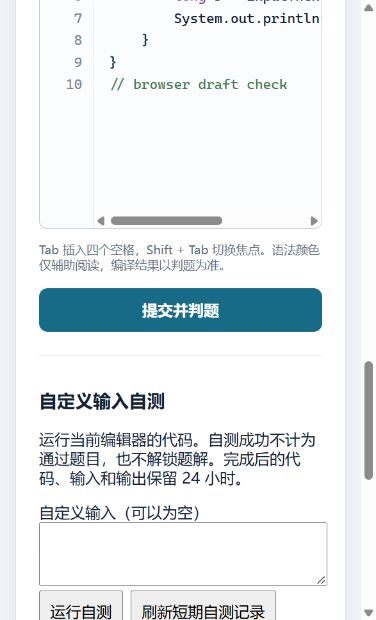 7 System.out.println
8 }
9 }
10 // browser draft check
Tab 插入四个空格，Shift + Tab 切换焦点。语法颜色
仅辅助阅读，编译结果以判题为准。
提交并判题
自定义输入自测
运行当前编辑器的代码。自测成功不计为
通过题目，也不解锁题解。完成后的代
码、输入和输出保留 24 小时。
自定义输入（可以为空）
运行自测 刷新短期自测记录